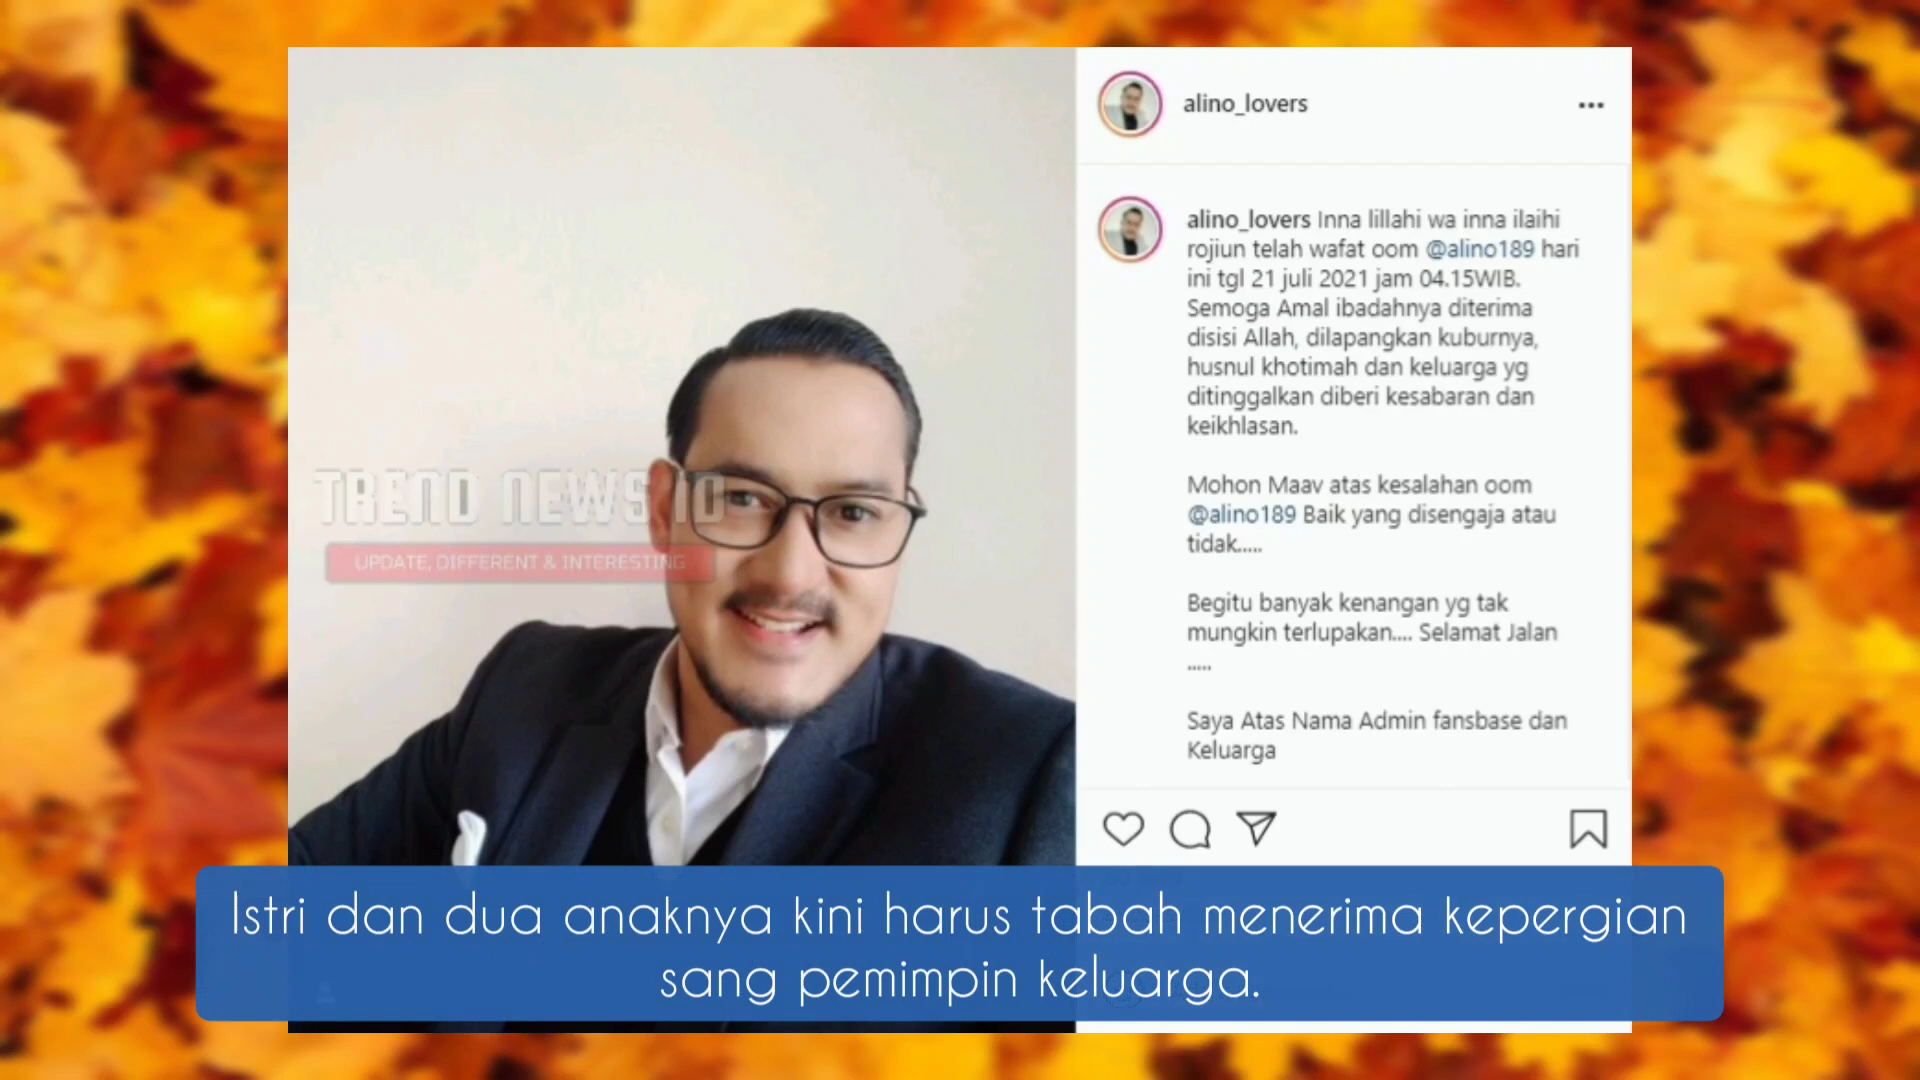 alino_lovers
alino_lovers Inna lillahi wa inna ilaihi
rojiun telah wafat oom @alino189 hari
ini tgl 21 juli 2021 jam 04.15WIB.
Semoga Amal ibadahnya diterima
disisi Allah, dilapangkan kuburnya,
husnul khotimah dan keluarga yg
ditinggalkan diberi kesabaran dan
keikhlasan.
Mohon Maav atas kesalahan oom
@alino189 Baik yang disengaja atau
tidak.....
Begitu banyak kenangan yg tak
mungkin terlupakan.... Selamat Jalan
.....
Saya Atas Nama Admin fansbase dan
Keluarga
TREND NEWS ID
UPDATE, DIFFERENT & INTERESTING
Istri dan dua anaknya kini harus tabah menerima kepergian
sang pemimpin keluarga.